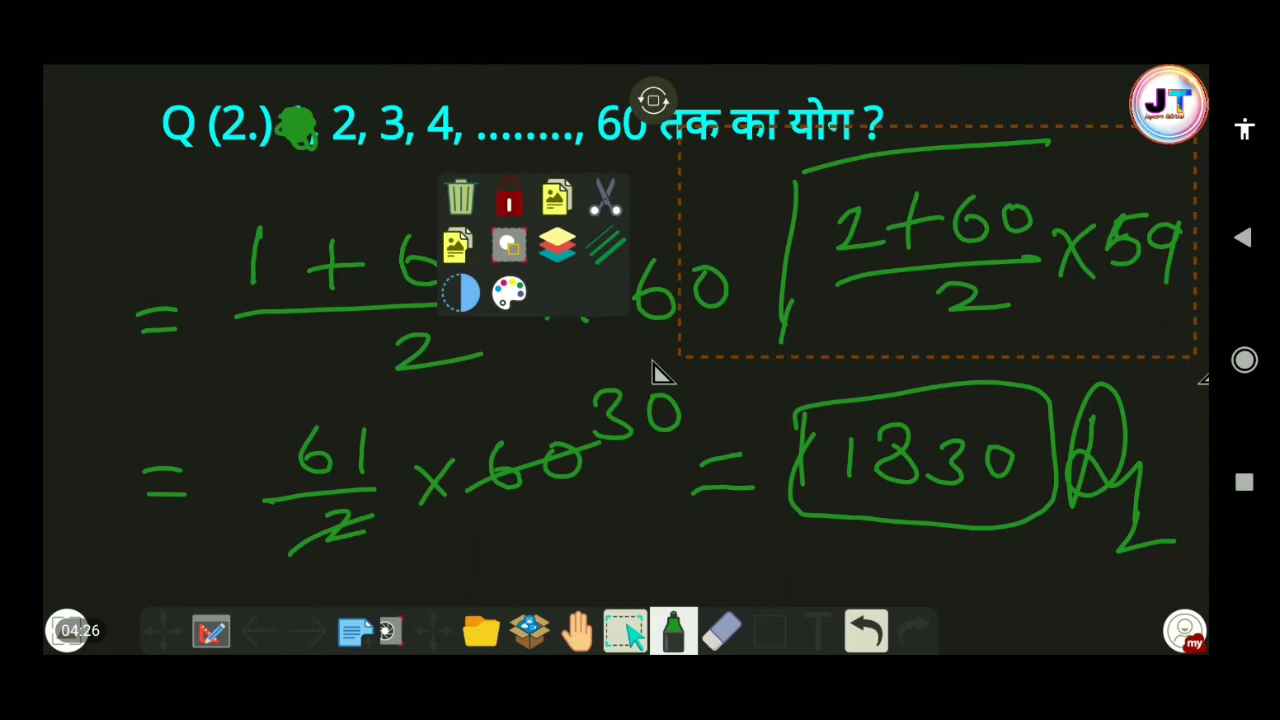 Q (2.) , 2, 3, 4, ........, 60 तक का योग ?
JT
= 1 + 6
2
60
2+60
2
×59
= 61
2
× 60 30
= 1830
04:26
my